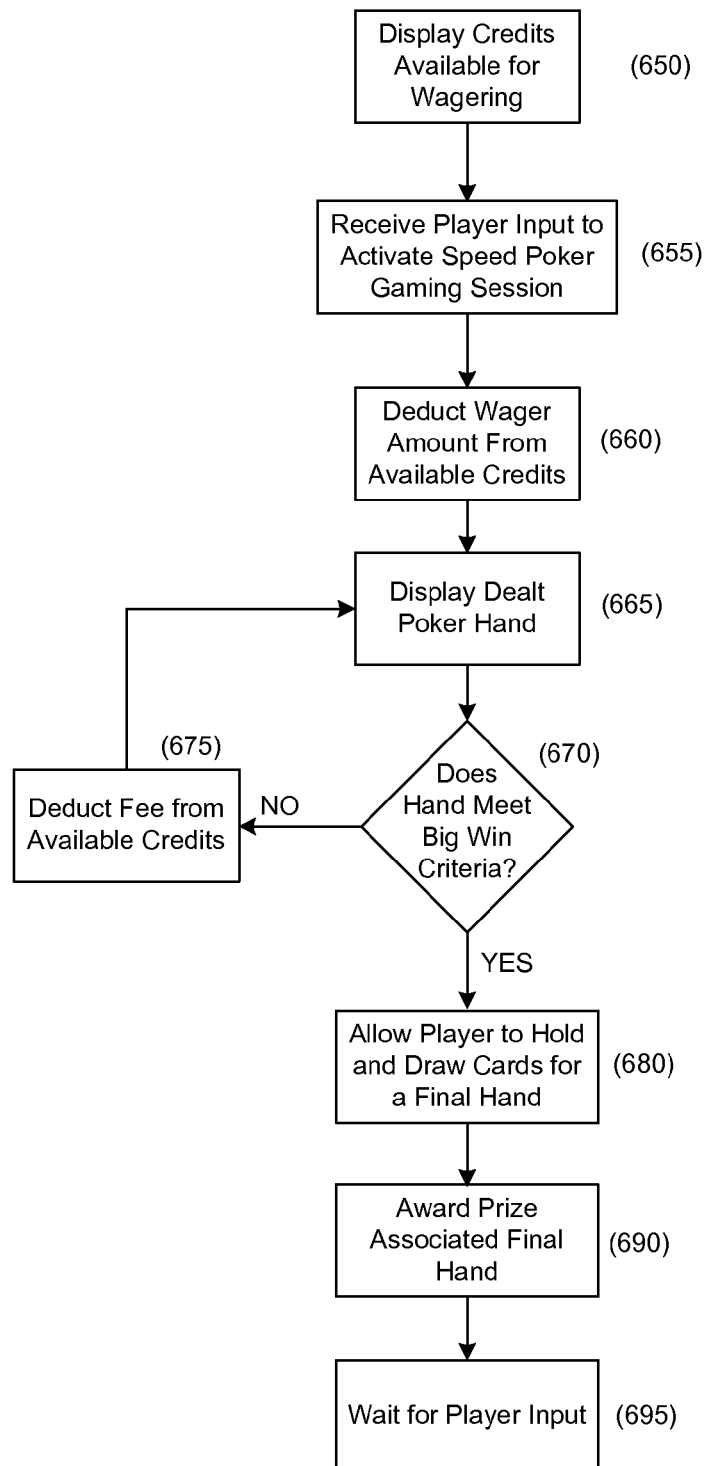 Display Credits
Available for
Wagering
(650)
Receive Player Input to
Activate Speed Poker
Gaming Session
(655)
Deduct Wager
Amount From
Available Credits
(660)
Display Dealt
Poker Hand
(665)
(675)
Deduct Fee from
Available Credits
NO
(670)
Does
Hand Meet
Big Win
Criteria?
YES
Allow Player to Hold
and Draw Cards for
a Final Hand
(680)
Award Prize
Associated Final
Hand
(690)
Wait for Player Input
(695)